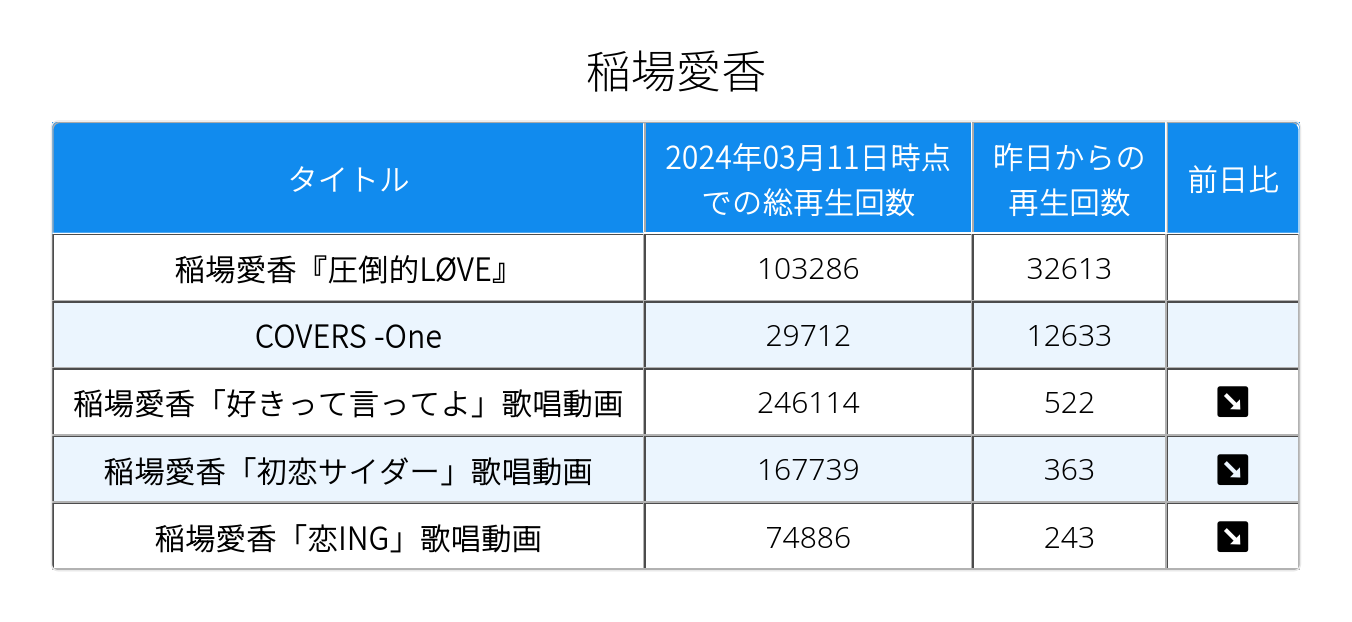 稲場愛香
タイトル
2024年03月11日時点
での総再生回数
昨日からの
再生回数
前日比
稲場愛香『圧倒的LØVE』
103286
32613
COVERS -One
29712
12633
稲場愛香「好きって言ってよ」歌唱動画
246114
522
稲場愛香「初恋サイダー」歌唱動画
167739
363
稲場愛香「恋ING」歌唱動画
74886
243